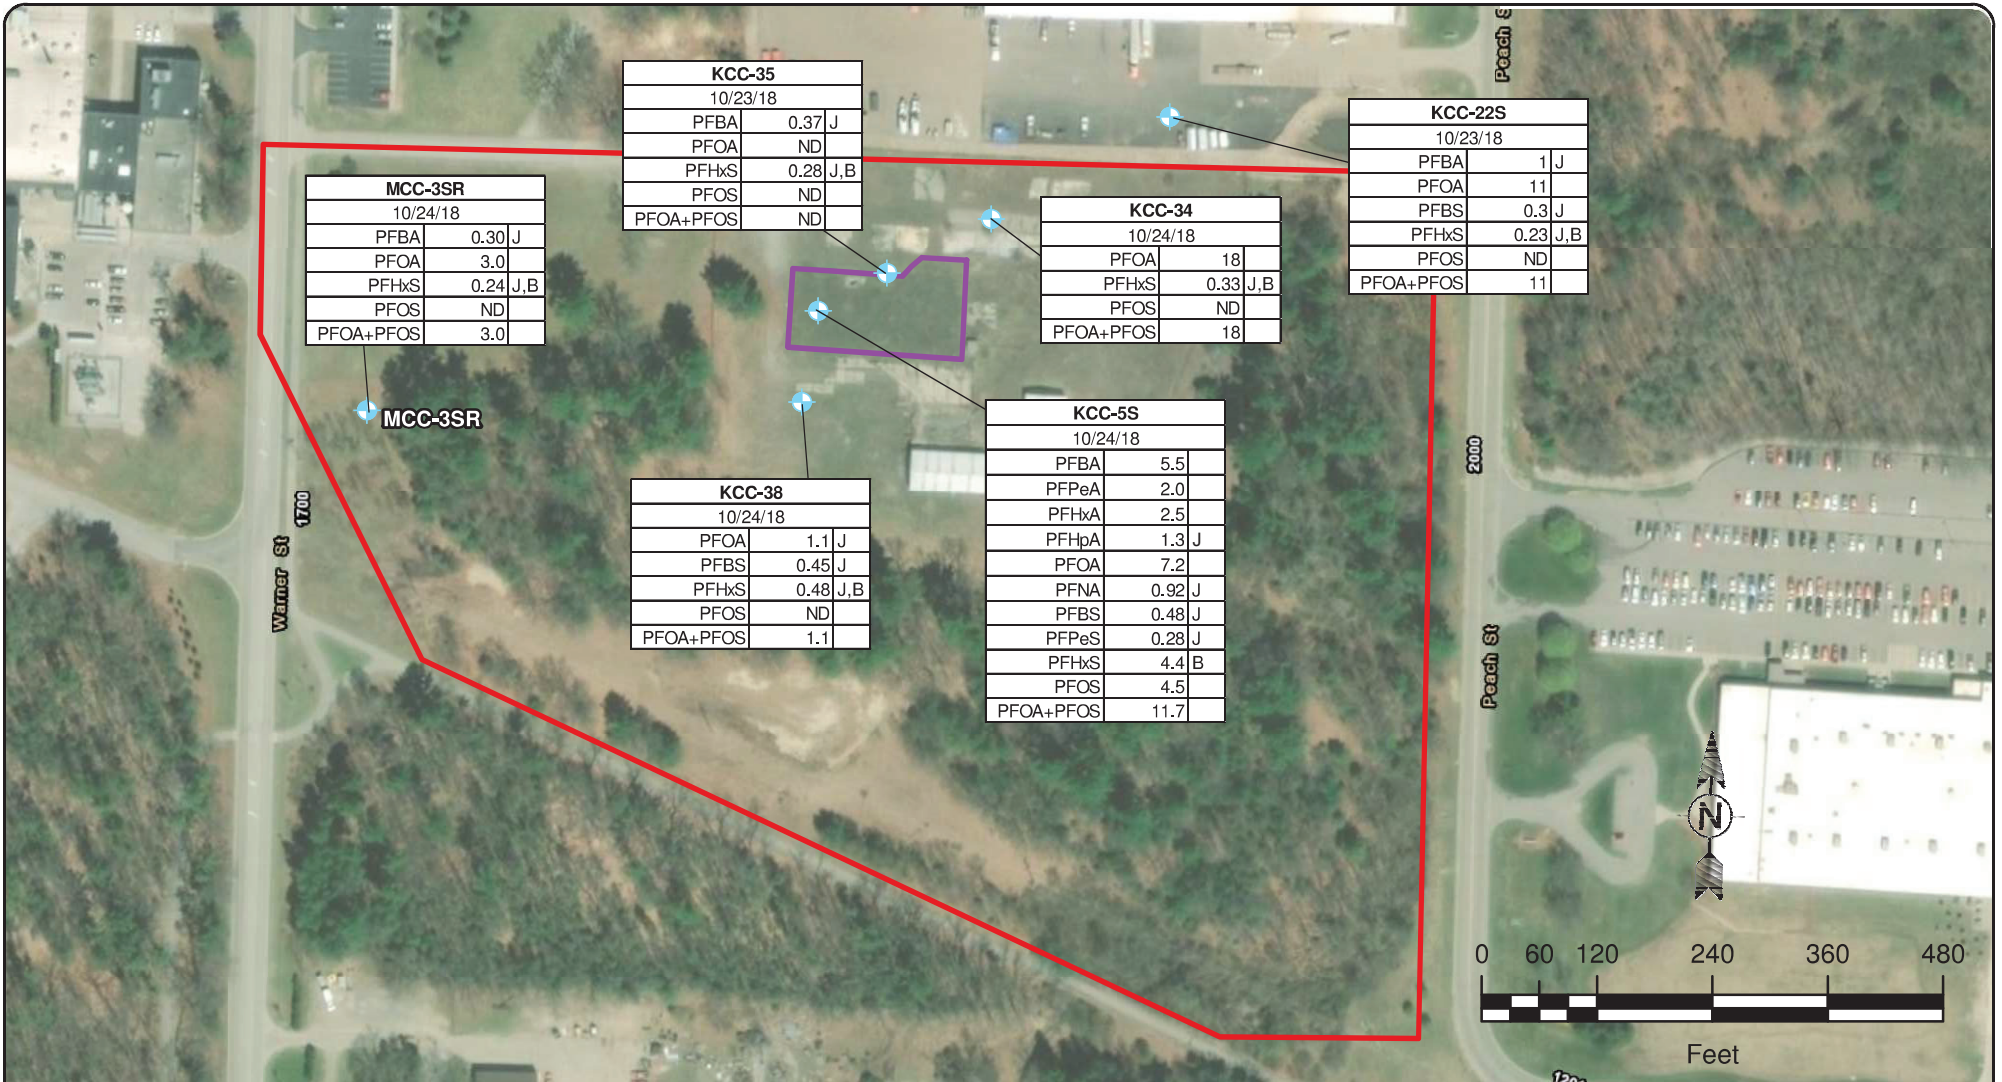 Peach S
KCC-35
10/23/18
PFBA 0.37 J
PFOA ND
PFHxS 0.28 J,B
PFOS ND
PFOA+PFOS ND
KCC-22S
10/23/18
PFBA 1 J
PFOA 11
PFBS 0.3 J
PFHxS 0.23 J,B
PFOS ND
PFOA+PFOS 11
MCC-3SR
10/24/18
PFBA 0.30 J
PFOA 3.0
PFHxS 0.24 J,B
PFOS ND
PFOA+PFOS 3.0
KCC-34
10/24/18
PFOA 18
PFHxS 0.33 J,B
PFOS ND
PFOA+PFOS 18
MCC-3SR
KCC-5S
10/24/18
PFBA 5.5
PFPeA 2.0
PFHxA 2.5
PFHpA 1.3 J
PFOA 7.2
PFNA 0.92 J
PFBS 0.48 J
PFPeS 0.28 J
PFHxS 4.4 B
PFOS 4.5
PFOA+PFOS 11.7
KCC-38
10/24/18
PFOA 1.1 J
PFBS 0.45 J
PFHxS 0.48 J,B
PFOS ND
PFOA+PFOS 1.1
1700
Warner St
2000
Peach St
N
0 60 120 240 360 480
Feet